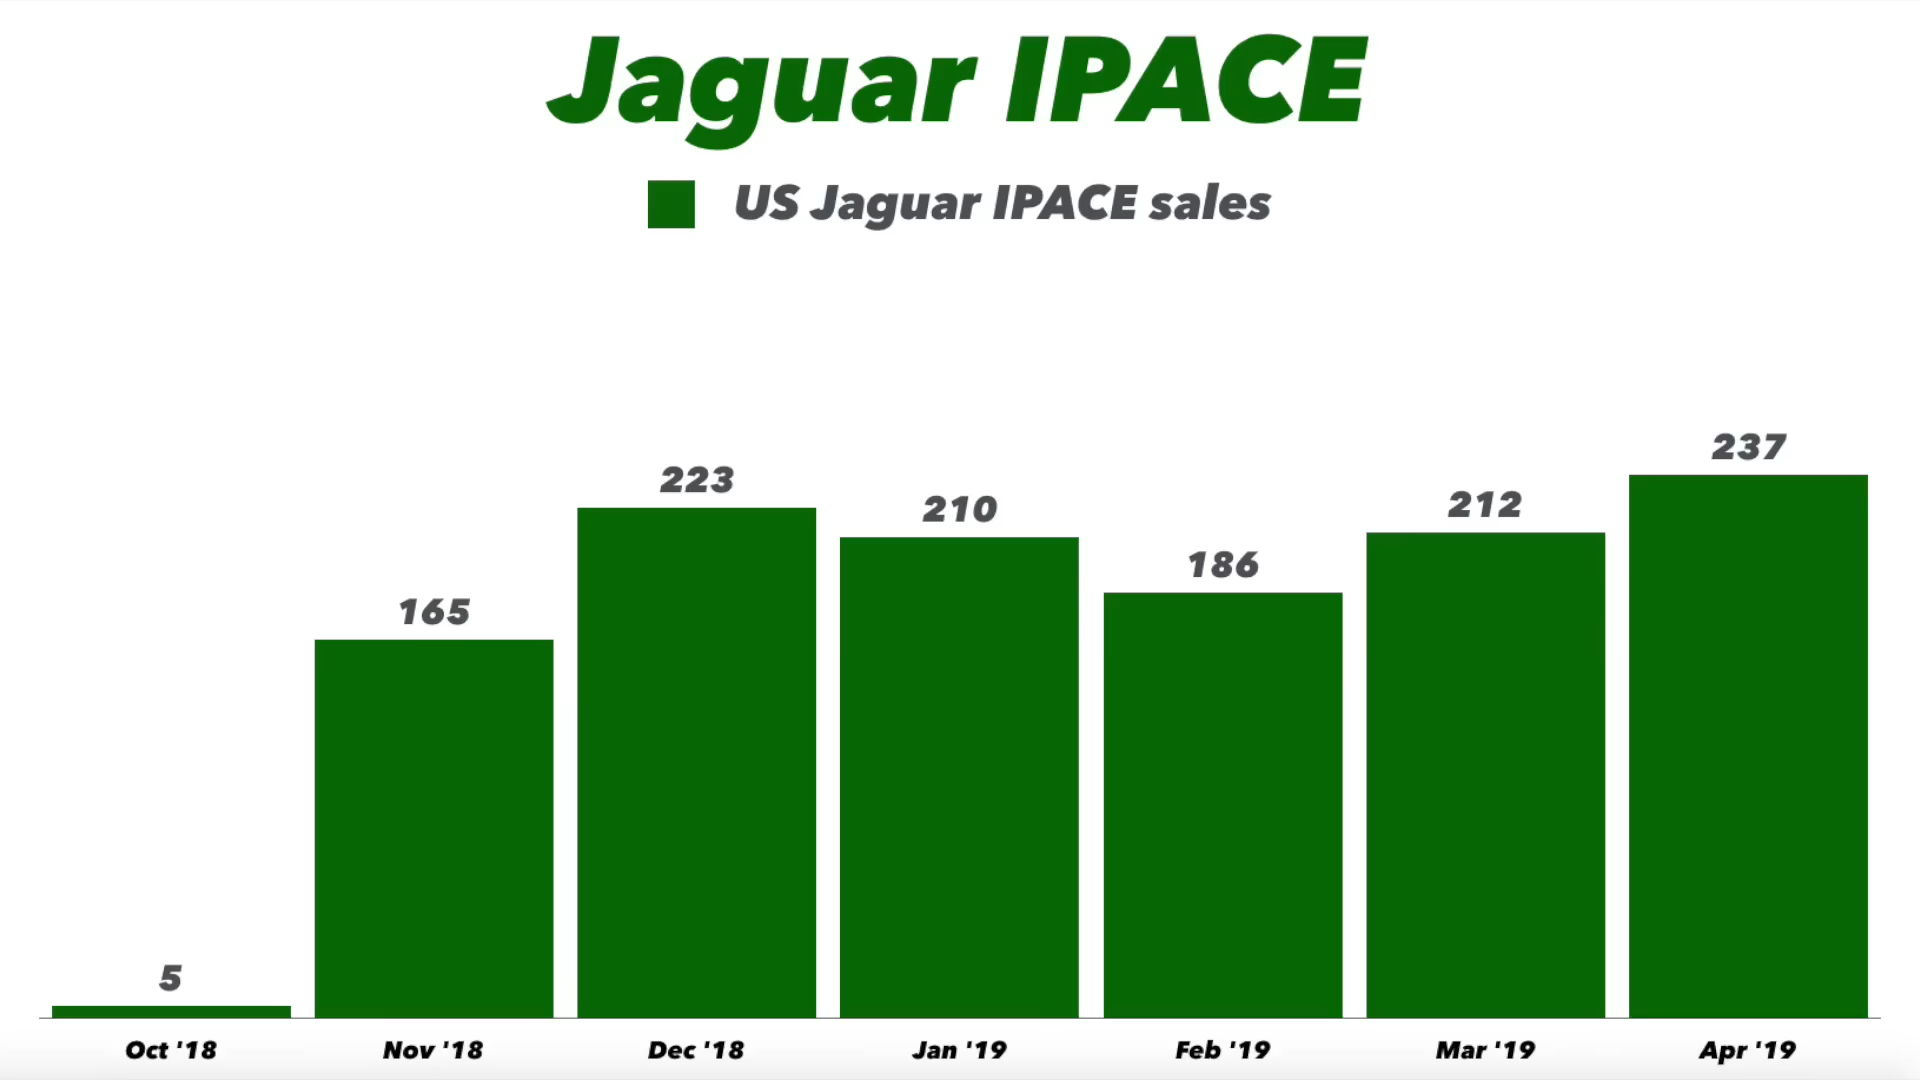 Jaguar IPACE
US Jaguar IPACE sales
5
165
223
210
186
212
237
Oct '18
Nov '18
Dec '18
Jan '19
Feb '19
Mar '19
Apr '19